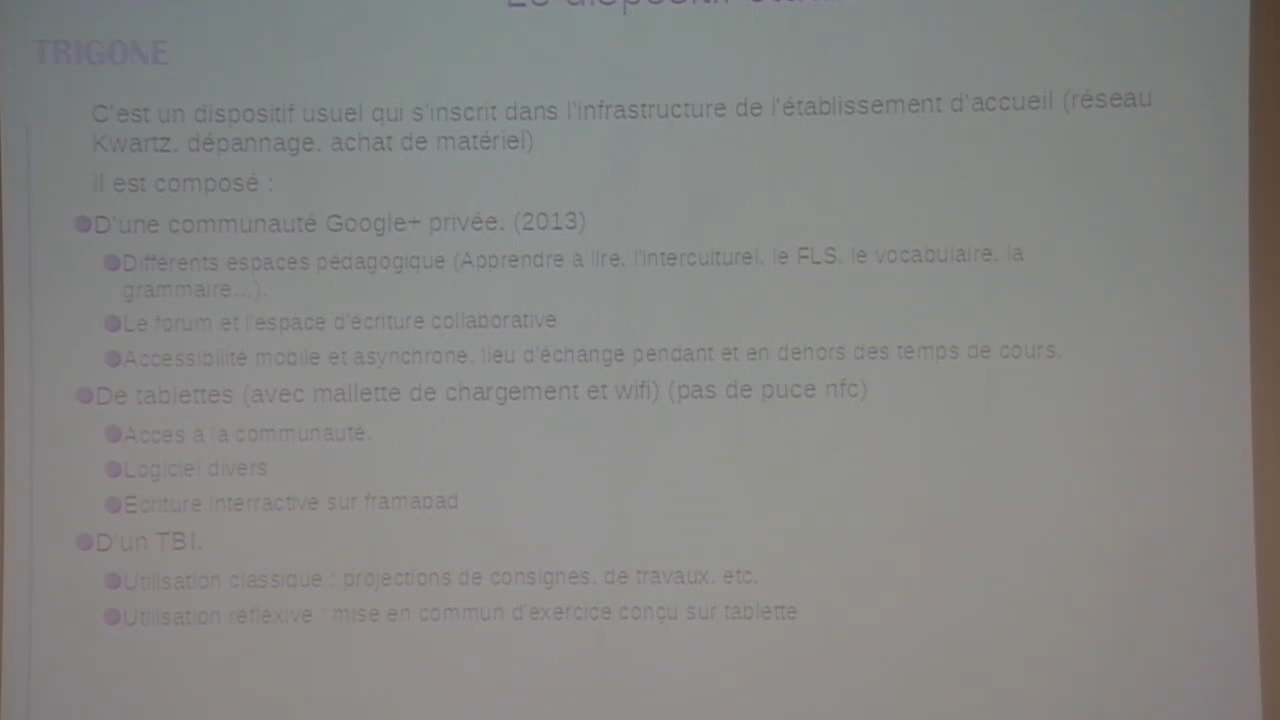 Le dispositif
TRIGONE
C'est un dispositif usuel qui s'inscrit dans l'infrastructure de l'établissement d'accueil (réseau
Kwartz, dépannage, achat de matériel)
il est composé :
D'une communauté Google+ privée. (2013)
Différents espaces pédagogique (Apprendre à lire, l'interculturel, le FLS, le vocabulaire, la
grammaire...).
Le forum et l'espace d'écriture collaborative
Accessibilité mobile et asynchrone, lieu d'échange pendant et en dehors des temps de cours.
De tablettes (avec mallette de chargement et wifi) (pas de puce nfc)
Accès à la communauté.
Logiciel divers
Ecriture interractive sur framapad
D'un TBI.
Utilisation classique : projections de consignes, de travaux, etc.
Utilisation réflexive : mise en commun d'exercice conçu sur tablette